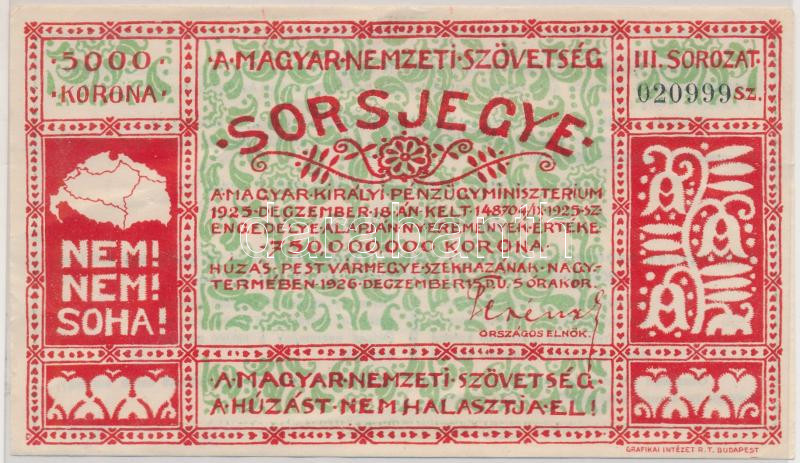 5000
KORONA
A·MAGYAR·NEMZETI·SZÖVETSÉG
III. SOROZAT
020999 SZ.
·SORSJEGYE·
A·MAGYAR·KIRÁLYI·PÉNZÜGYMINISZTERIUM
1925·DECZEMBER·18·ÁN·KELT·148704/IX·1925·SZ·
ENGEDÉLYE·ALAPJÁN·NYEREMÉNYEK·ÉRTÉKE
750.000.000 KORONA·
HÚZÁS·PEST VÁRMEGYE·SZÉKHÁZÁNAK·NAGY-
TERMÉBEN·1926·DECZEMBER 15. D.U. 5 ÓRAKOR.
ORSZÁGOS ELNÖK.
NEM!
NEM!
SOHA!
A·MAGYAR·NEMZETI·SZÖVETSÉG
A·HÚZÁST·NEM HALASZTJA·EL!
GRAFIKAI INTÉZET R.T. BUDAPEST
darabanth